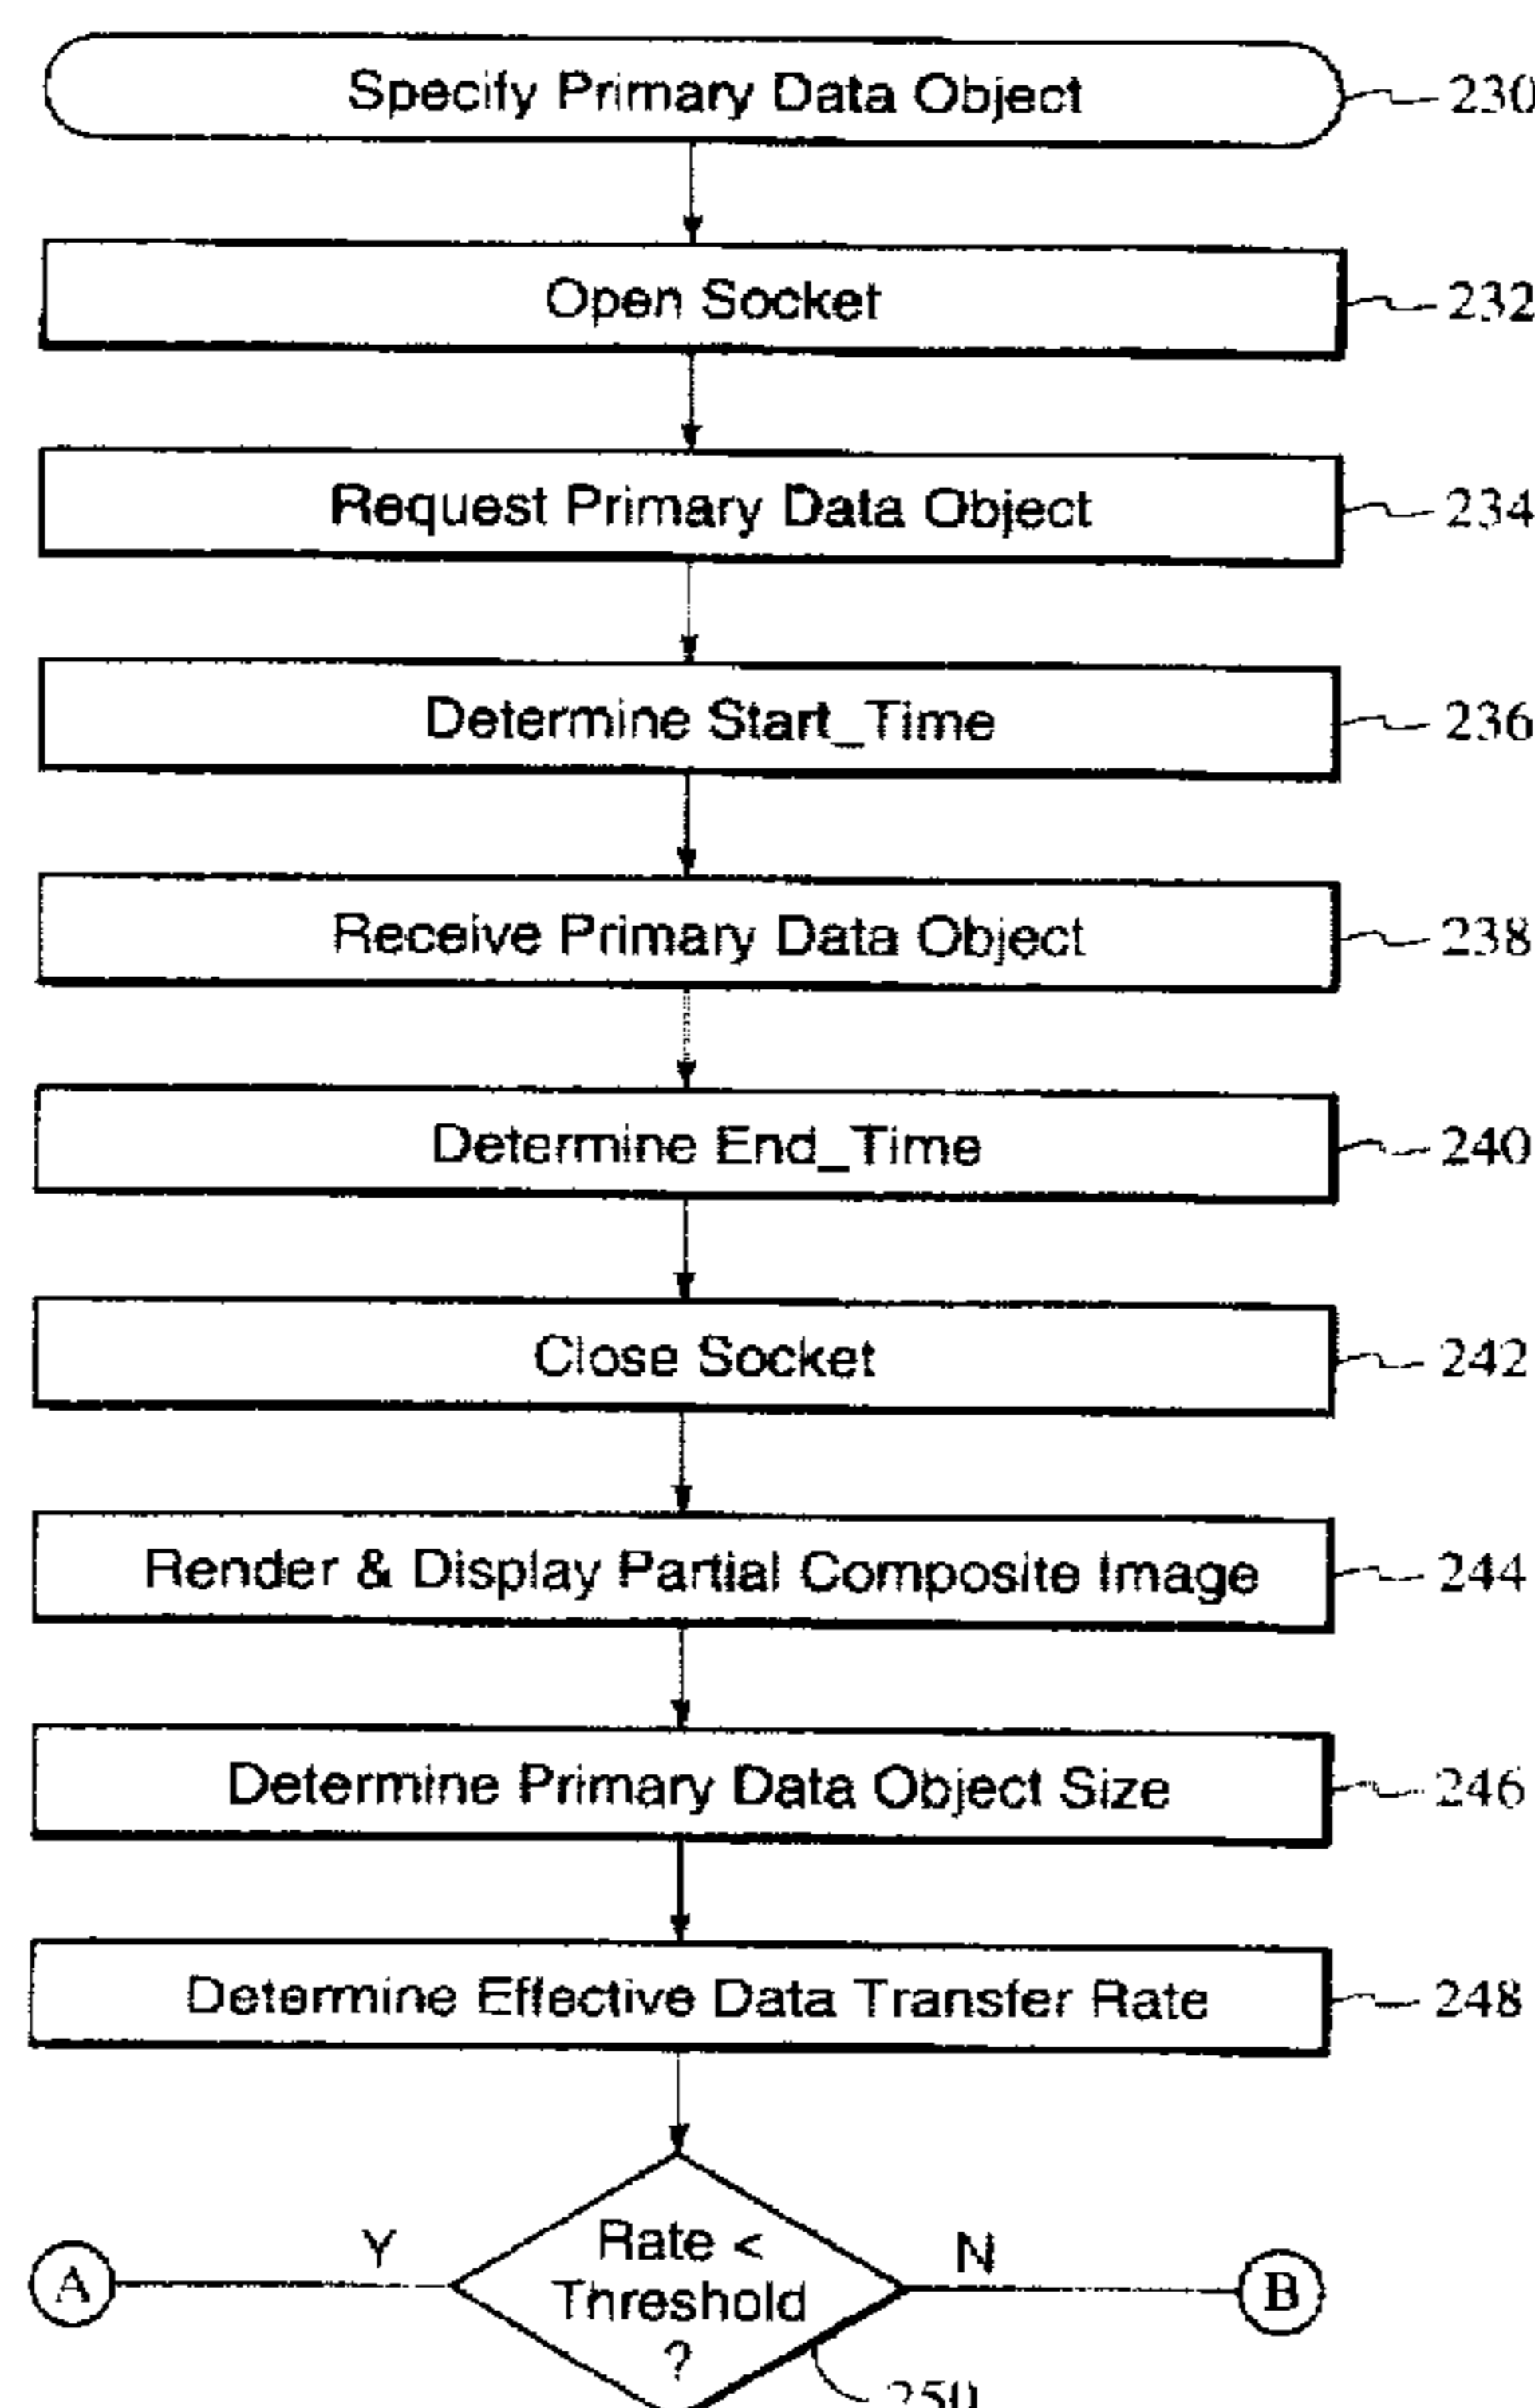 Specify Primary Data Object
230
Open Socket
232
Request Primary Data Object
234
Determine Start_Time
236
Receive Primary Data Object
238
Determine End_Time
240
Close Socket
242
Render & Display Partial Composite Image
244
Determine Primary Data Object Size
246
Determine Effective Data Transfer Rate
248
A
Y
Rate <
Threshold
?
N
B
250